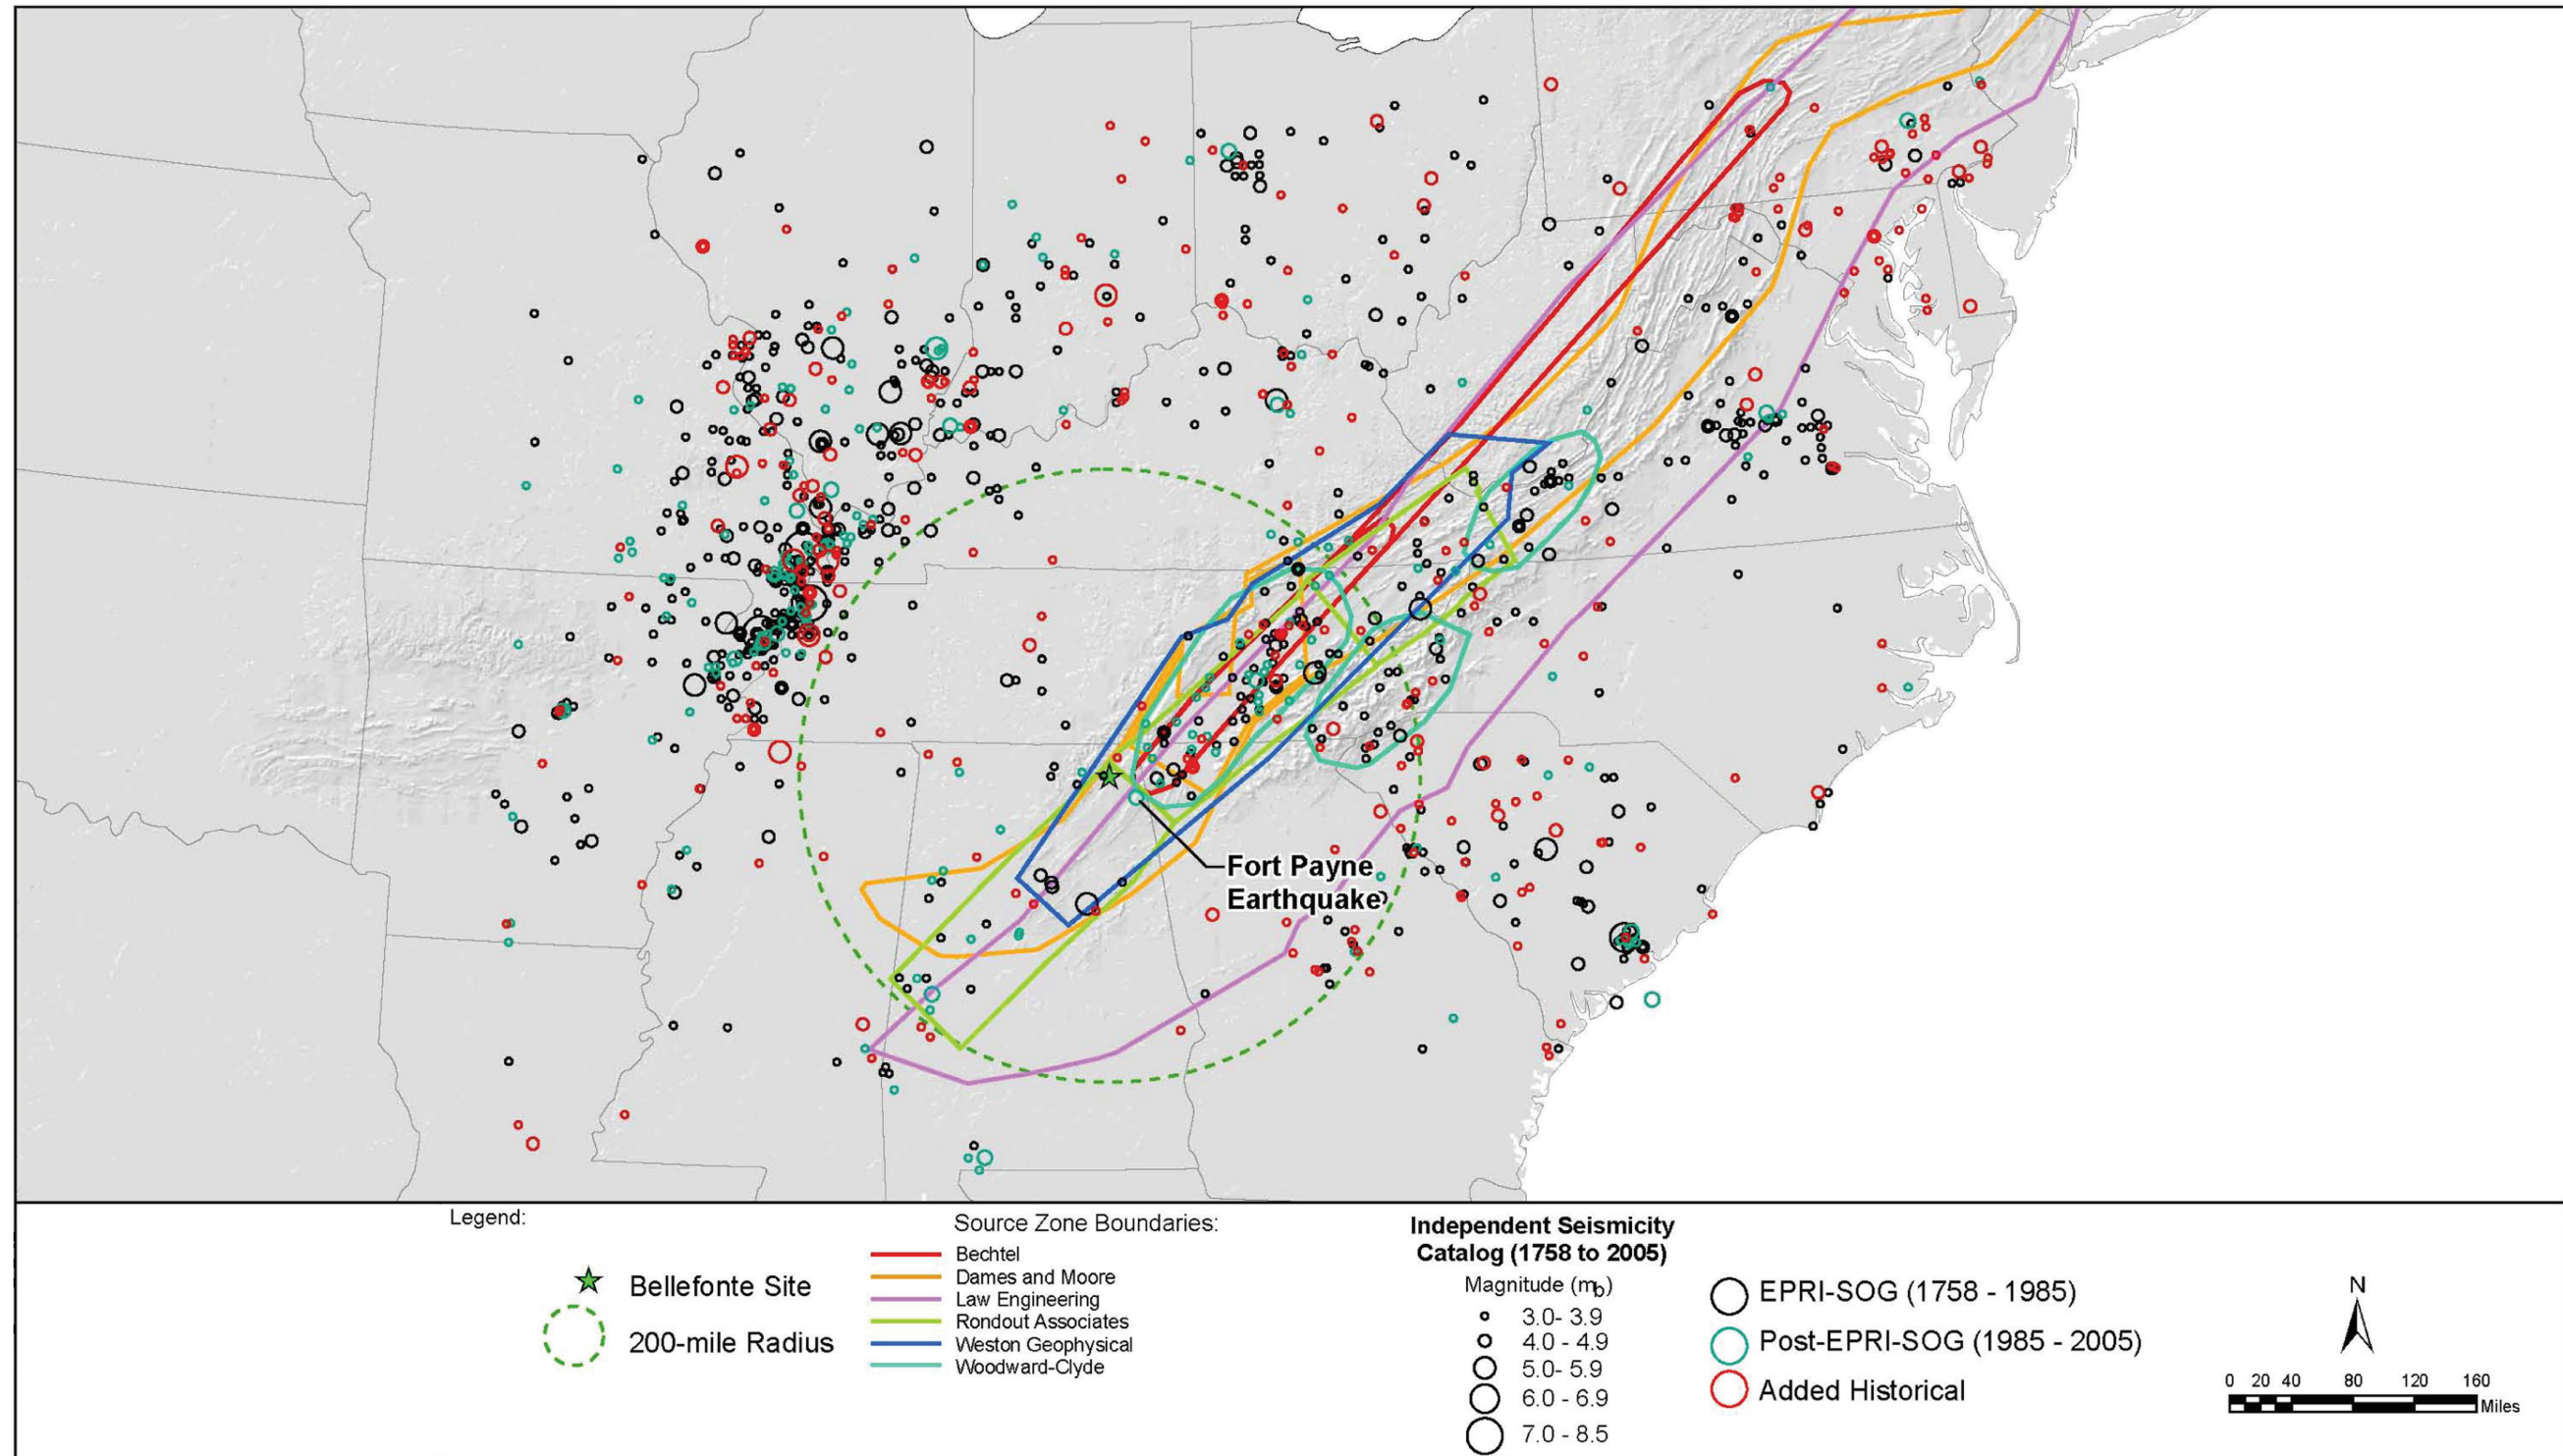 Fort Payne
Earthquake
Legend:
Bellefonte Site
200-mile Radius
Source Zone Boundaries:
Bechtel
Dames and Moore
Law Engineering
Rondout Associates
Weston Geophysical
Woodward-Clyde
Independent Seismicity
Catalog (1758 to 2005)
Magnitude (mb)
3.0- 3.9
4.0 - 4.9
5.0- 5.9
6.0 - 6.9
7.0 - 8.5
EPRI-SOG (1758 - 1985)
Post-EPRI-SOG (1985 - 2005)
Added Historical
N
0 20 40 80 120 160
Miles